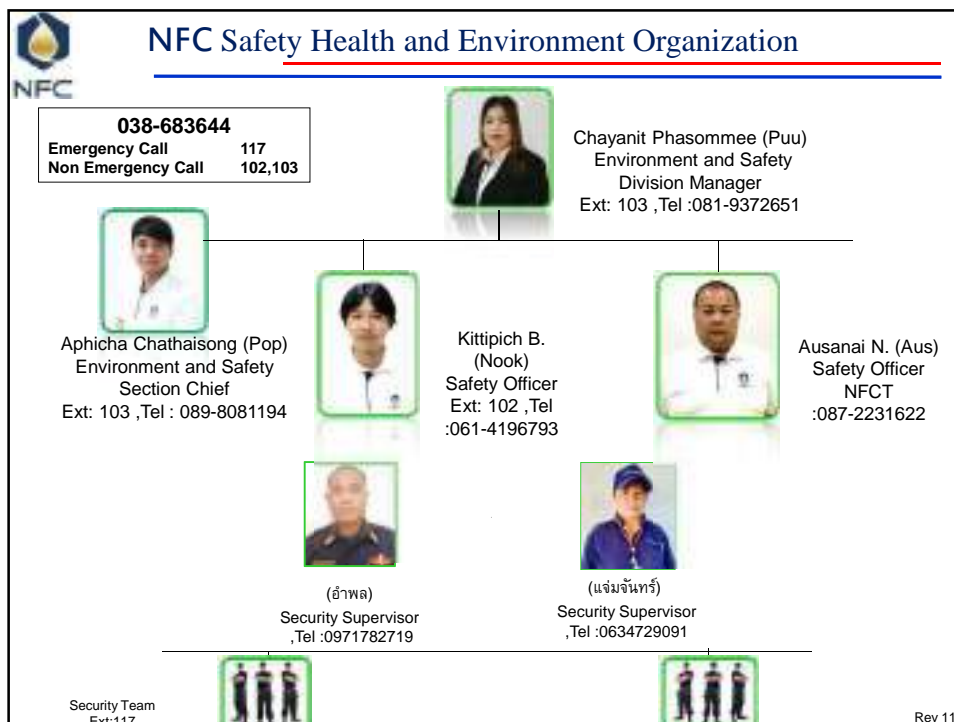 NFC Safety Health and Environment Organization
NFC
038-683644
Emergency Call 117
Non Emergency Call 102,103
Chayanit Phasommee (Puu)
Environment and Safety
Division Manager
Ext: 103 ,Tel :081-9372651
Aphicha Chathaisong (Pop)
Environment and Safety
Section Chief
Ext: 103 ,Tel : 089-8081194
Kittipich B.
(Nook)
Safety Officer
Ext: 102 ,Tel
:061-4196793
Ausanai N. (Aus)
Safety Officer
NFCT
:087-2231622
(อำพล)
Security Supervisor
,Tel :0971782719
(แจ่มจันทร์)
Security Supervisor
,Tel :0634729091
Security Team
Ext:117
Rev 11